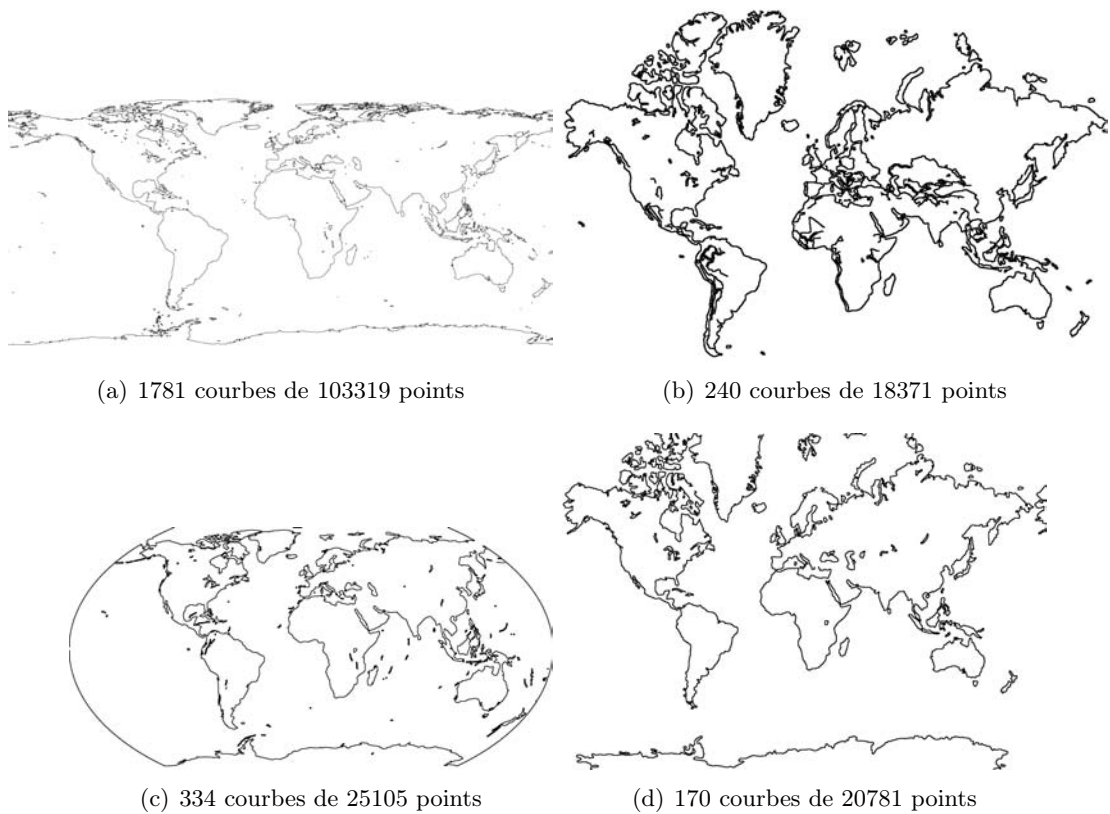 (a) 1781 courbes de 103319 points
(b) 240 courbes de 18371 points
(c) 334 courbes de 25105 points
(d) 170 courbes de 20781 points